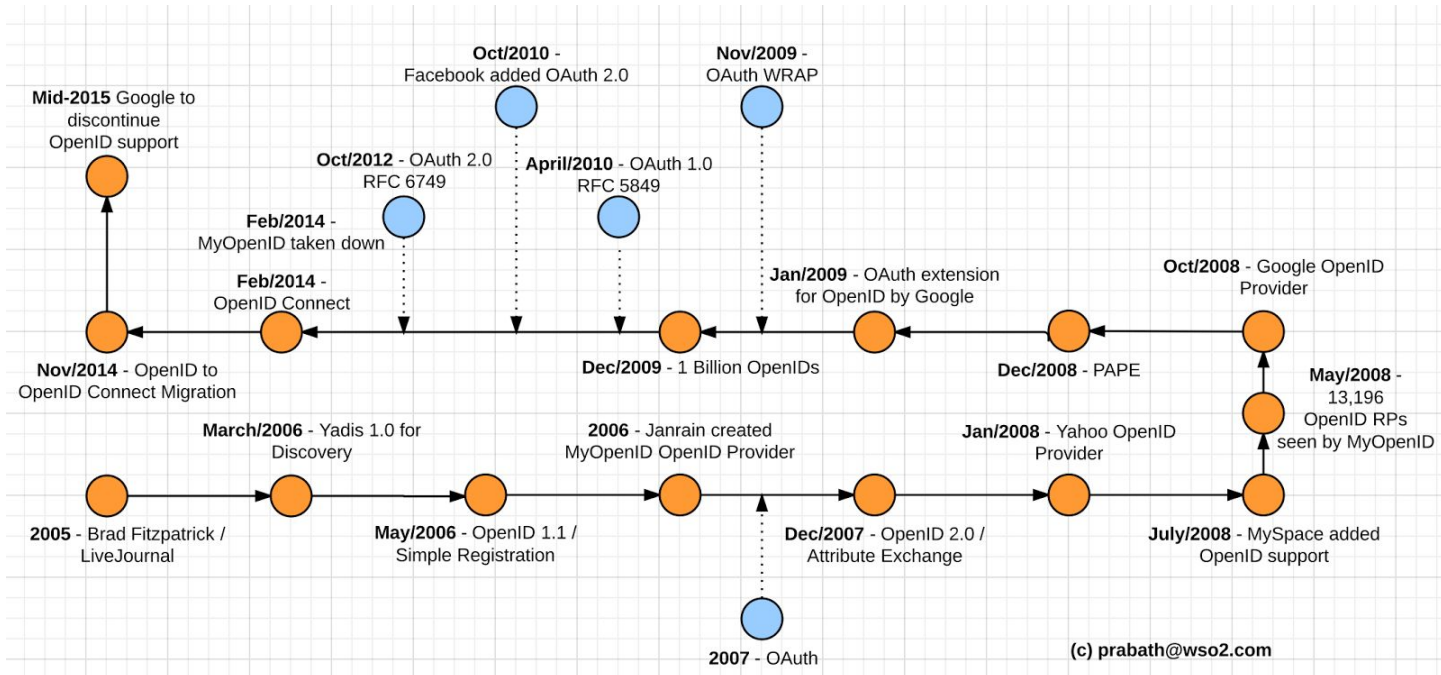 Oct/2010 -
Facebook added OAuth 2.0
Nov/2009 -
OAuth WRAP
Mid-2015 Google to
discontinue
OpenID support
Oct/2012 - OAuth 2.0
RFC 6749
April/2010 - OAuth 1.0
RFC 5849
Feb/2014 -
MyOpenID taken down
Feb/2014 -
OpenID Connect
Jan/2009 - OAuth extension
for OpenID by Google
Oct/2008 - Google OpenID
Provider
Nov/2014 - OpenID to
OpenID Connect Migration
Dec/2009 - 1 Billion OpenIDs
Dec/2008 - PAPE
May/2008 -
13,196
OpenID RPs
seen by MyOpenID
March/2006 - Yadis 1.0 for
Discovery
2006 - Janrain created
MyOpenID OpenID Provider
Jan/2008 - Yahoo OpenID
Provider
2005 - Brad Fitzpatrick /
LiveJournal
May/2006 - OpenID 1.1 /
Simple Registration
Dec/2007 - OpenID 2.0 /
Attribute Exchange
July/2008 - MySpace added
OpenID support
2007 - OAuth
(c) prabath@wso2.com